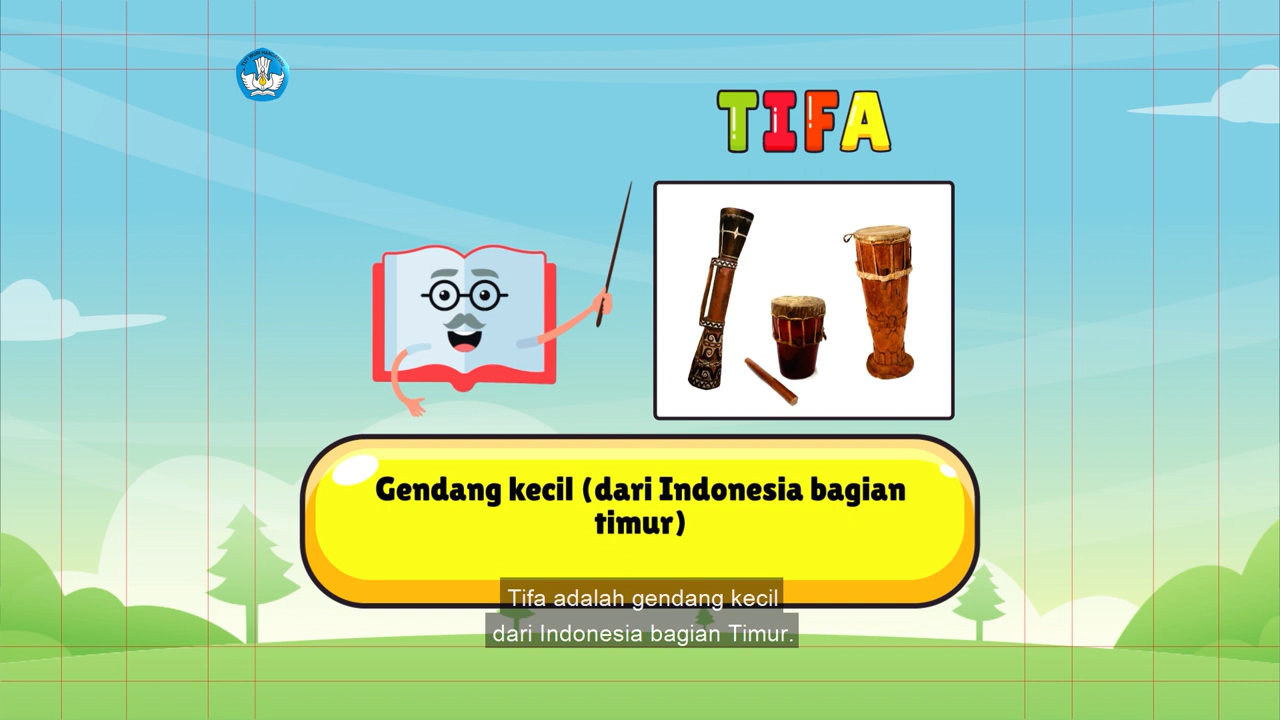 TIFA
Gendang kecil (dari Indonesia bagian
timur)
Tifa adalah gendang kecil
dari Indonesia bagian Timur.